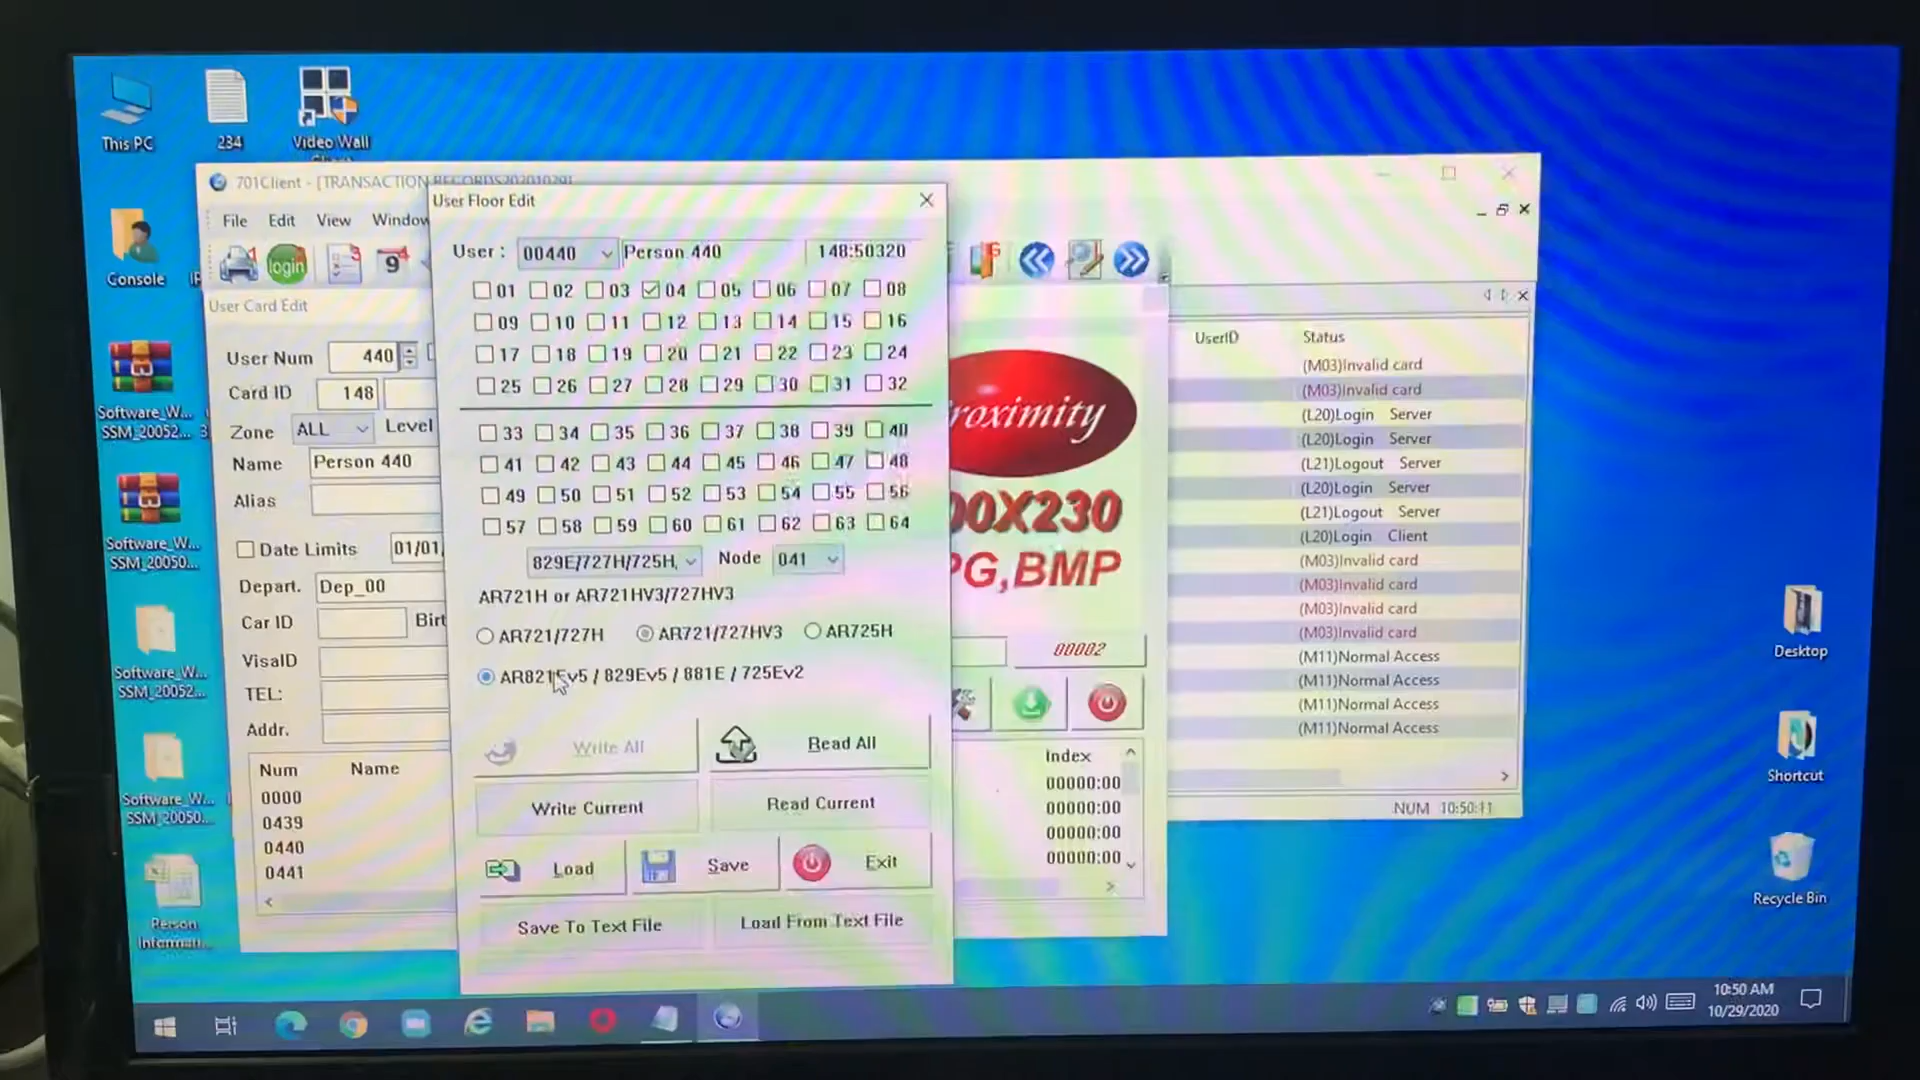 This PC
234
Video Wall
Console
Software_W...
SSM_20052...
Software_W...
SSM_20050...
Software_W...
SSM_20052...
Software_W...
SSM_20050...
Person
Desktop
Shortcut
Recycle Bin
701Client - [TRANSACTION RECORDS20201029]
File Edit View Window
login
User Card Edit
User Num 440
Card ID 148
Zone ALL Level
Name Person 440
Alias
Date Limits 01/01
Depart. Dep_00
Car ID Birt
VisaID
TEL:
Addr.
Num Name
0000
0439
0440
0441
User Floor Edit
User : 00440 Person 440 148:50320
01 02 03 04 05 06 07 08
09 10 11 12 13 14 15 16
17 18 19 20 21 22 23 24
25 26 27 28 29 30 31 32
33 34 35 36 37 38 39 40
41 42 43 44 45 46 47 48
49 50 51 52 53 54 55 56
57 58 59 60 61 62 63 64
829E/727H/725H, Node 041
AR721H or AR721HV3/727HV3
AR721/727H AR721/727HV3 AR725H
AR821Ev5 / 829Ev5 / 881E / 725Ev2
Write All Read All
Write Current Read Current
Load Save Exit
Save To Text File Load From Text File
roximity
00X230
PG,BMP
00002
Index
00000:00
00000:00
00000:00
00000:00
UserID Status
(M03)Invalid card
(M03)Invalid card
(L20)Login Server
(L20)Login Server
(L21)Logout Server
(L20)Login Server
(L21)Logout Server
(L20)Login Client
(M03)Invalid card
(M03)Invalid card
(M03)Invalid card
(M03)Invalid card
(M11)Normal Access
(M11)Normal Access
(M11)Normal Access
(M11)Normal Access
NUM 10:50:11
10:50 AM
10/29/2020